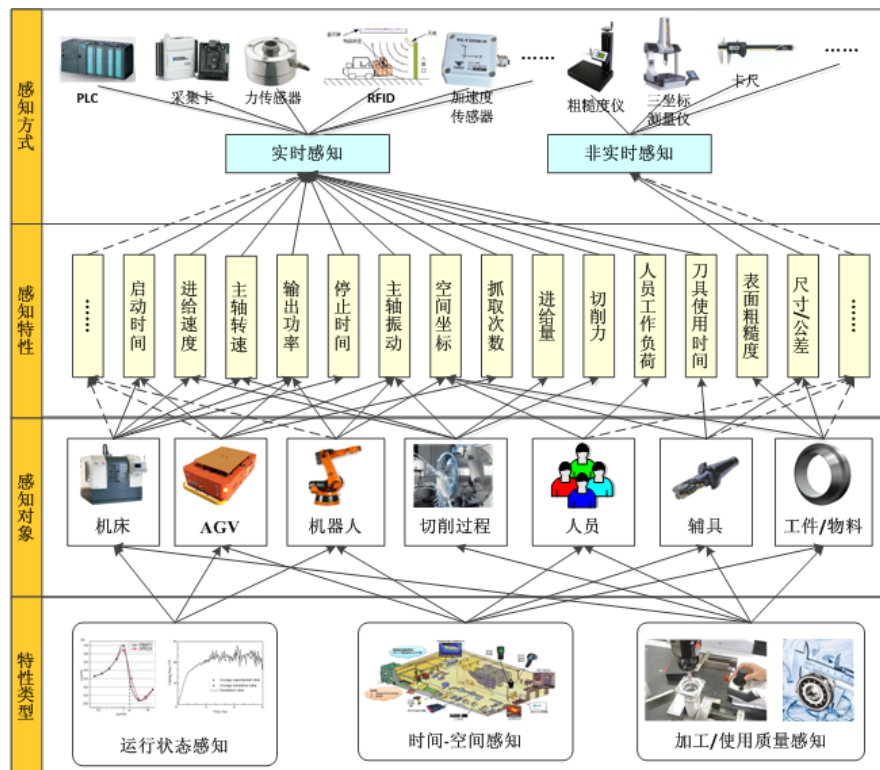 感知方式
PLC
采集卡
力传感器
RFID
加速度
传感器
……
粗糙度仪
三坐标
测量仪
卡尺
……
实时感知
非实时感知
感知特性
……
启动时间
进给速度
主轴转速
输出功率
停止时间
主轴振动
空间坐标
抓取次数
进给量
切削力
人员工作负荷
刀具使用时间
表面粗糙度
尺寸/公差
……
感知对象
机床
AGV
机器人
切削过程
人员
辅具
工件/物料
特性类型
运行状态感知
时间-空间感知
加工/使用质量感知